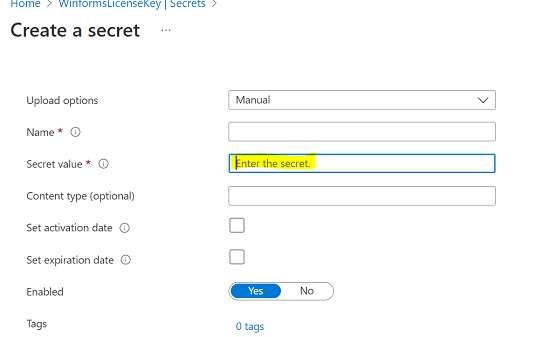 Home > WinformsLicenseKey | Secrets >
Create a secret ...
Upload options Manual
Name *
Secret value * Enter the secret.
Content type (optional)
Set activation date
Set expiration date
Enabled Yes No
Tags 0 tags